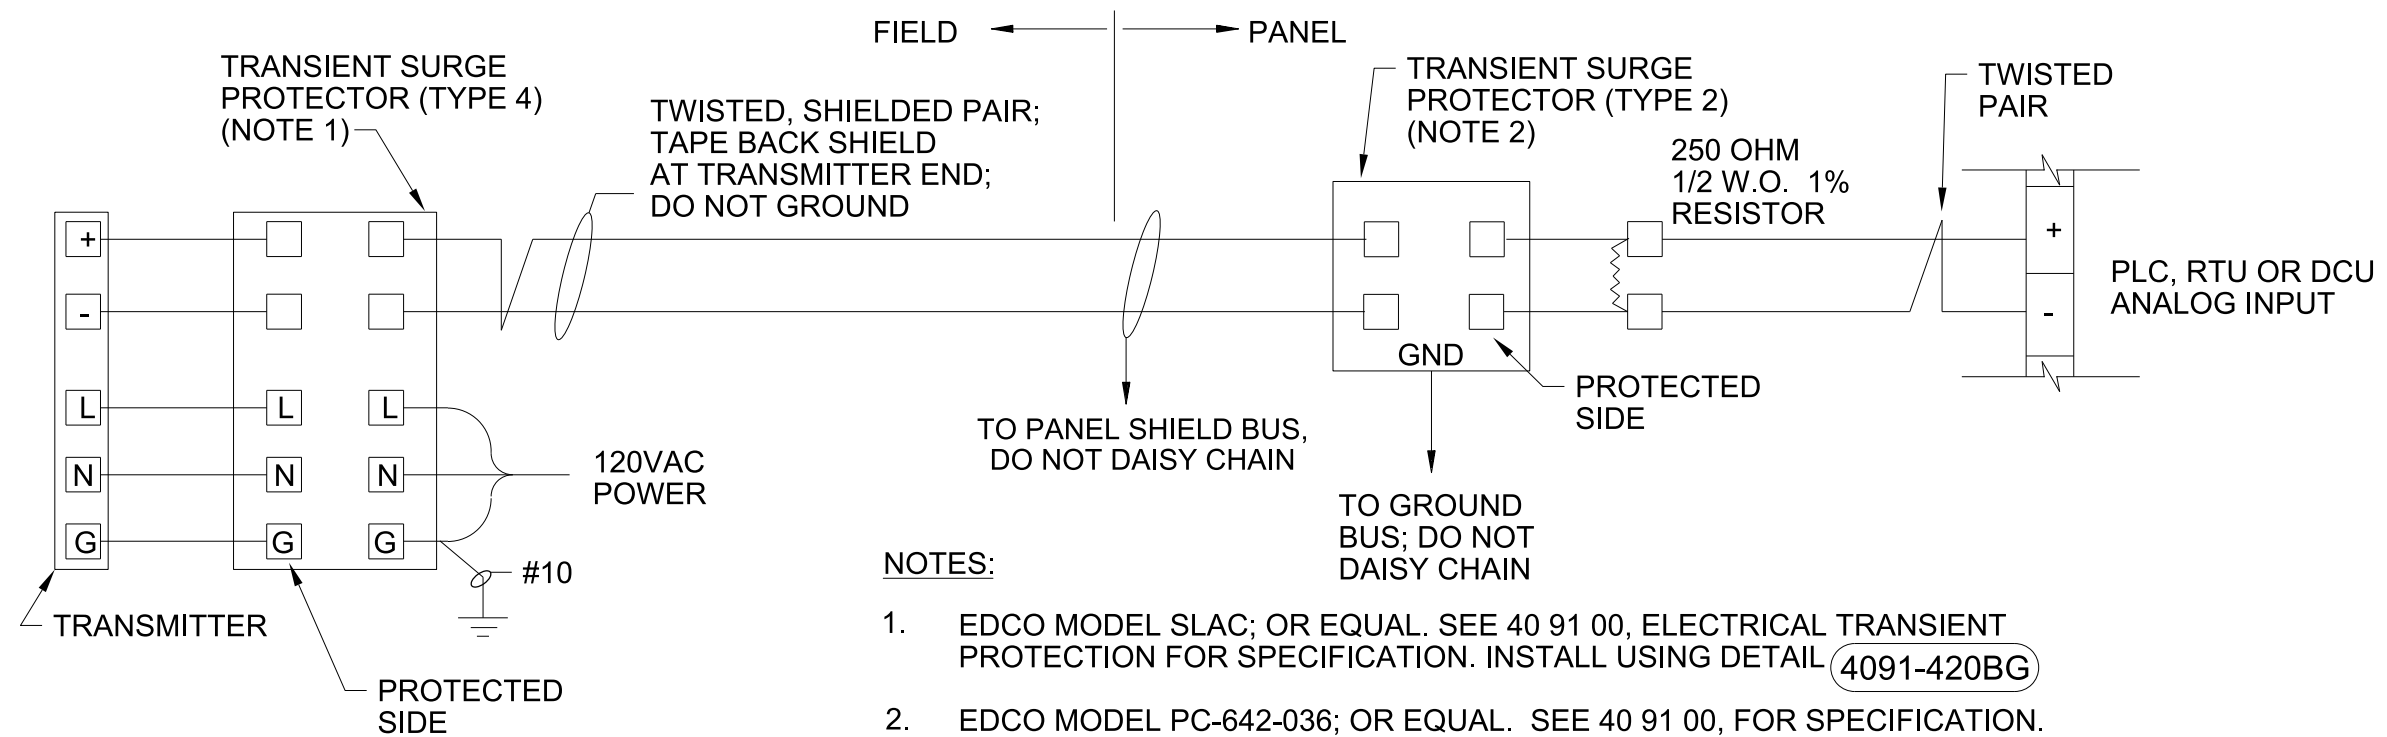 FIELD
PANEL
TRANSIENT SURGE
PROTECTOR (TYPE 4)
(NOTE 1)
TWISTED, SHIELDED PAIR;
TAPE BACK SHIELD
AT TRANSMITTER END;
DO NOT GROUND
TRANSIENT SURGE
PROTECTOR (TYPE 2)
(NOTE 2)
TWISTED
PAIR
250 OHM
1/2 W.O. 1%
RESISTOR
+
-
L
N
G
L
N
G
L
N
G
+
-
PLC, RTU OR DCU
ANALOG INPUT
GND
PROTECTED
SIDE
TO PANEL SHIELD BUS,
DO NOT DAISY CHAIN
120VAC
POWER
TO GROUND
BUS; DO NOT
DAISY CHAIN
#10
TRANSMITTER
PROTECTED
SIDE
NOTES:
1. EDCO MODEL SLAC; OR EQUAL. SEE 40 91 00, ELECTRICAL TRANSIENT
PROTECTION FOR SPECIFICATION. INSTALL USING DETAIL 4091-420BG
2. EDCO MODEL PC-642-036; OR EQUAL. SEE 40 91 00, FOR SPECIFICATION.